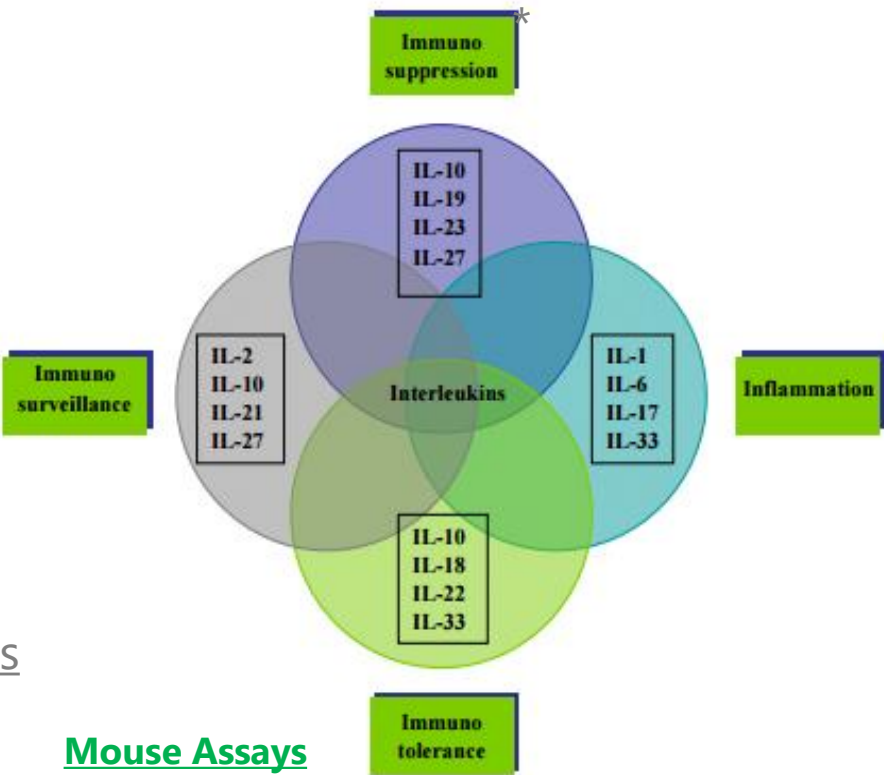 *
Immuno
suppression
IL-10
IL-19
IL-23
IL-27
Immuno
surveillance
IL-2
IL-10
IL-21
IL-27
Interleukins
IL-1
IL-6
IL-17
IL-33
Inflammation
IL-10
IL-18
IL-22
IL-33
s
Mouse Assays
Immuno
tolerance